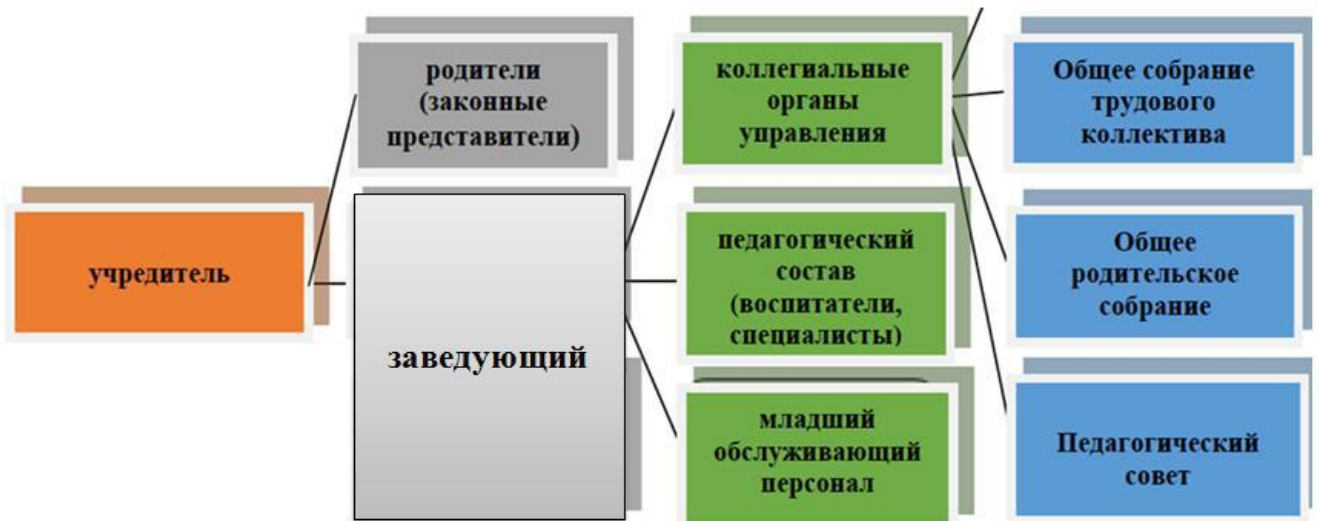 родители
(законные
представители)
коллегиальные
органы
управления
Общее собрание
трудового
коллектива
учредитель
заведующий
педагогический
состав
(воспитатели,
специалисты)
Общее
родительское
собрание
младший
обслуживающий
персонал
Педагогический
совет